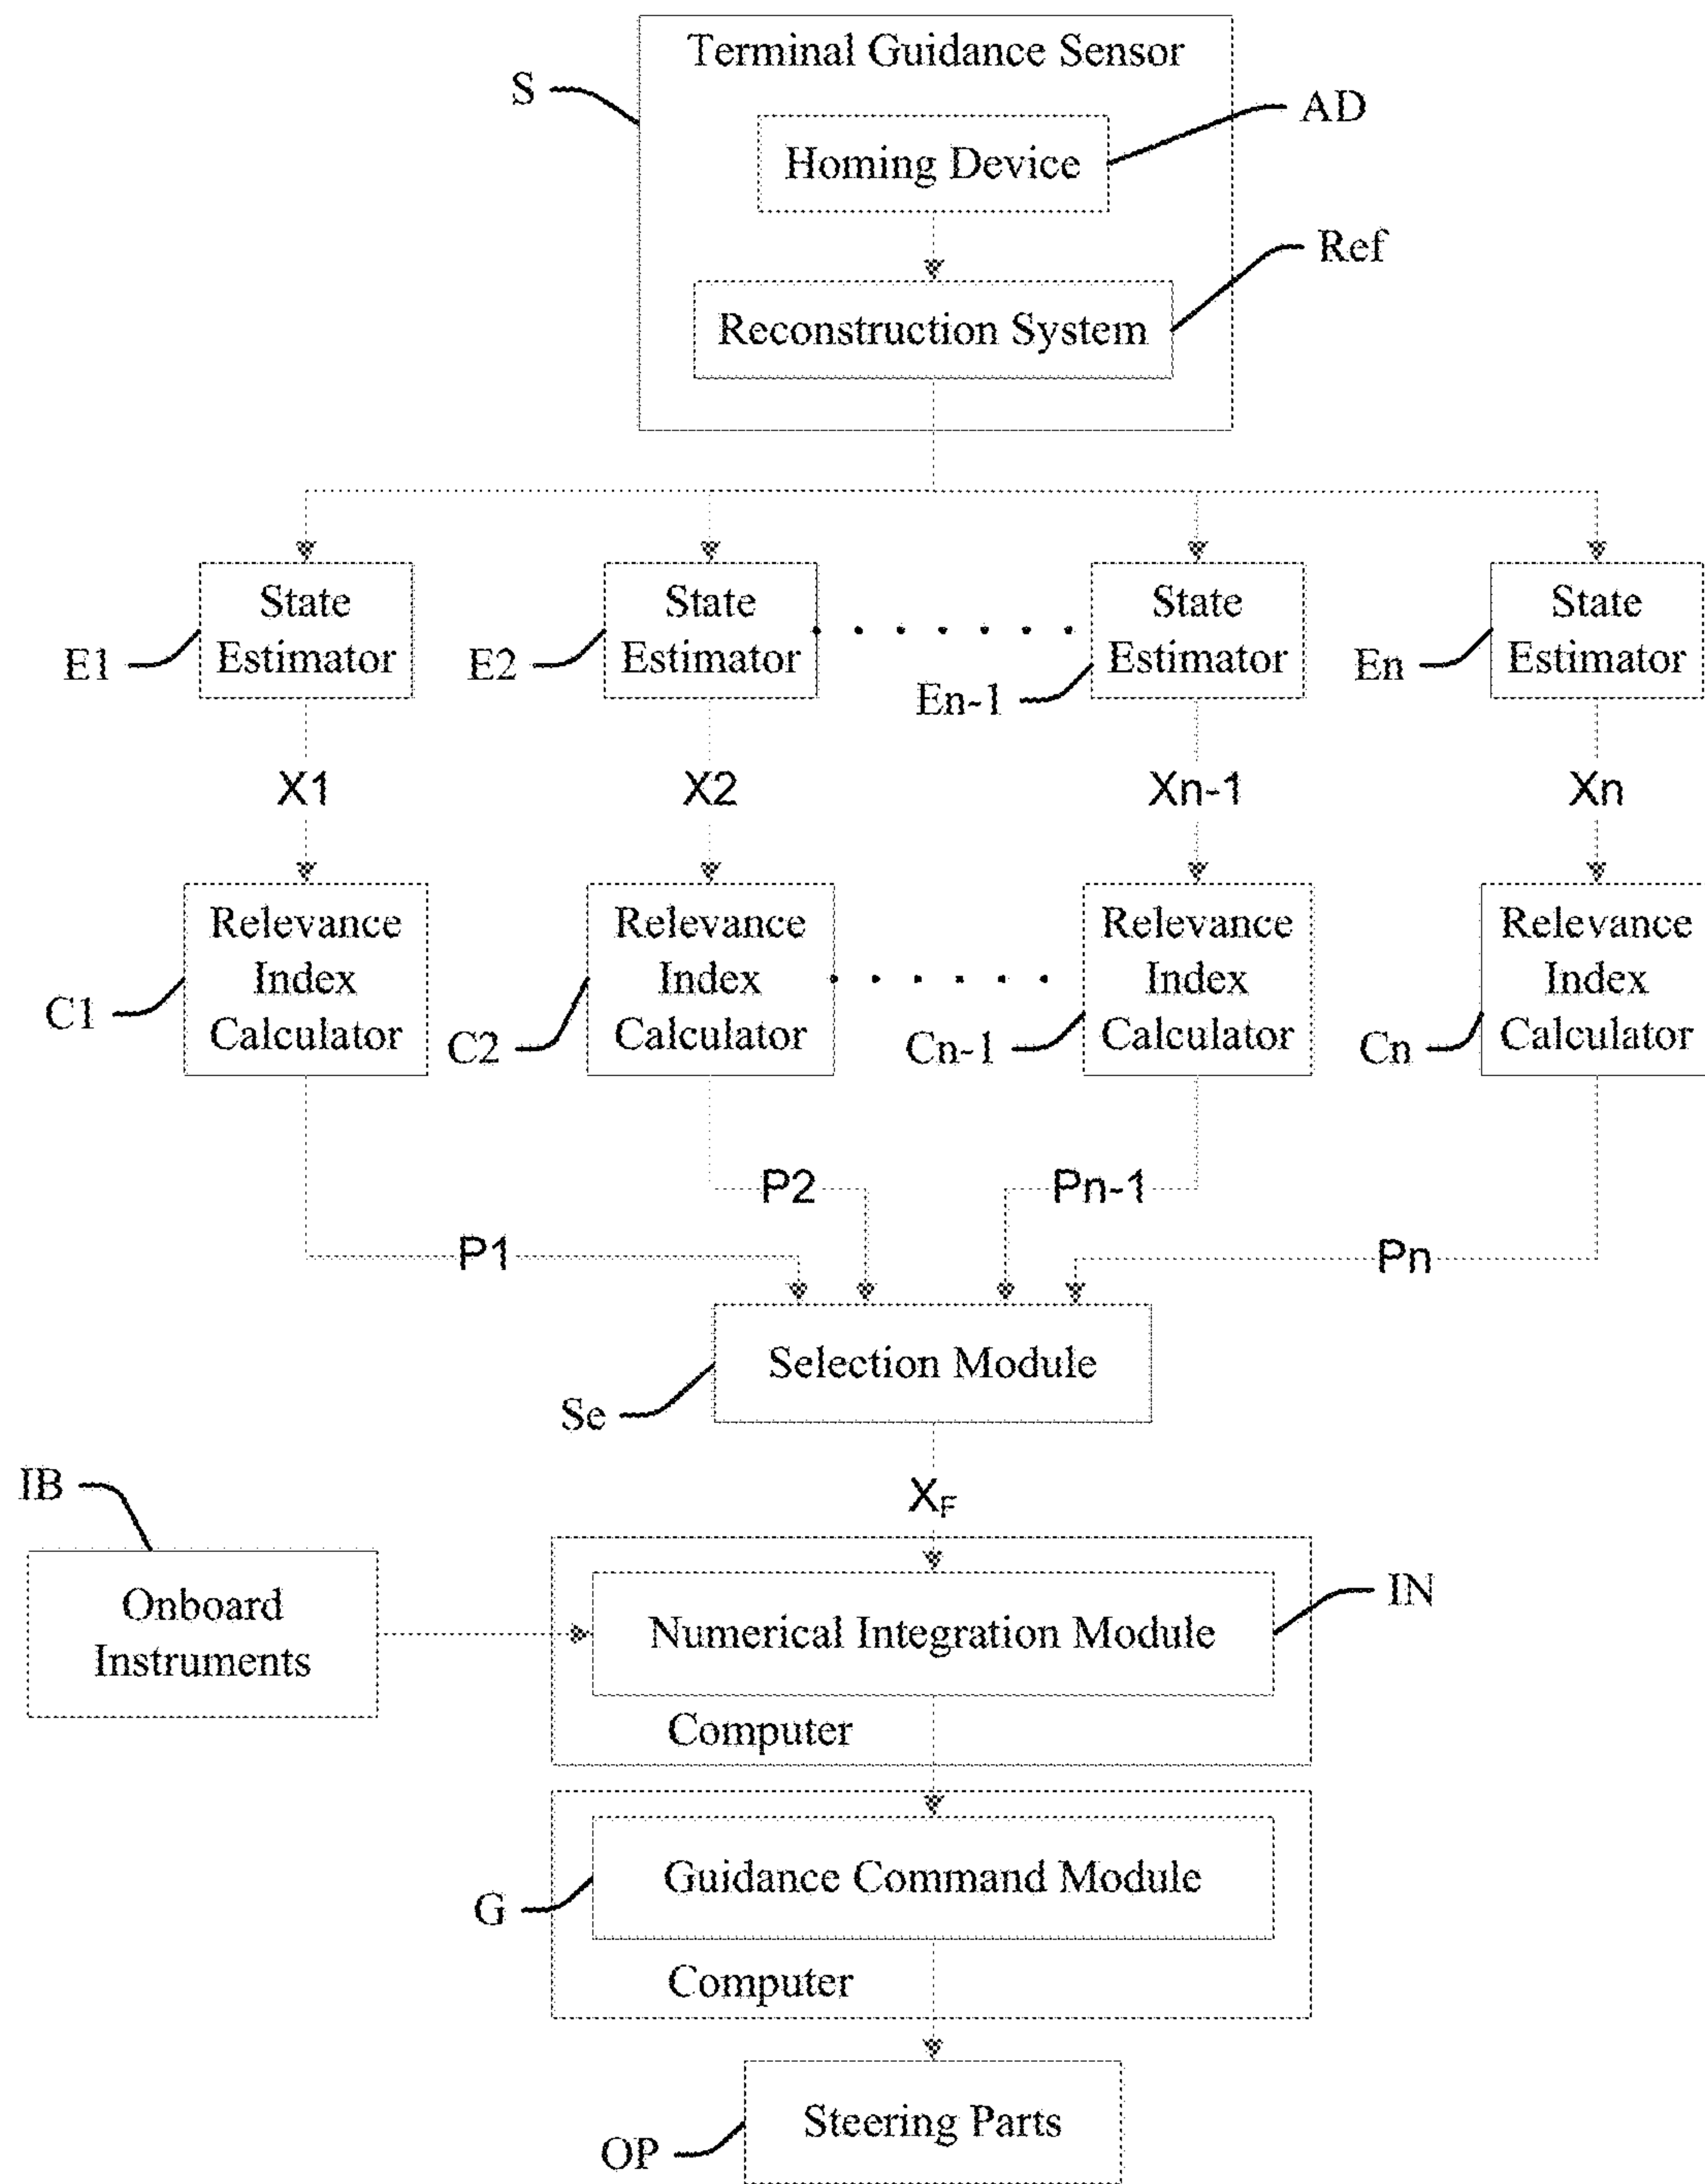 Terminal Guidance Sensor
S
AD
Homing Device
Ref
Reconstruction System
State
Estimator
State
Estimator
State
Estimator
State
Estimator
E1
E2
En-1
En
X1
X2
Xn-1
Xn
Relevance
Index
Calculator
Relevance
Index
Calculator
Relevance
Index
Calculator
Relevance
Index
Calculator
C1
C2
Cn-1
Cn
P2
Pn-1
P1
Pn
Selection Module
Se
IB
XF
Onboard
Instruments
IN
Numerical Integration Module
Computer
Guidance Command Module
G
Computer
Steering Parts
OP